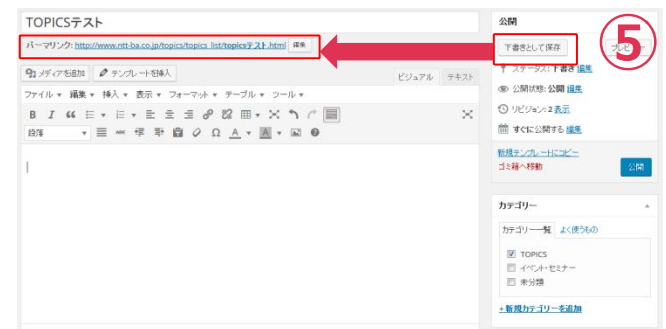 TOPICSテスト
パーマリンク: http://www.ntt-ba.co.jp/topics/topics_list/topicsテスト.html 編集
メディアを追加 テンプレートを挿入
ビジュアル テキスト
ファイル 編集 挿入 表示 フォーマット テーブル ツール
B I
段落 Ω A A
公開
下書きとして保存 プレビュー
⑤
ステータス: 下書き 編集
公開状態: 公開 編集
リビジョン: 2 表示
すぐに公開する 編集
新規テンプレートにコピー
ゴミ箱へ移動
公開
カテゴリー
カテゴリー一覧 よく使うもの
TOPICS
イベント・セミナー
未分類
+ 新規カテゴリーを追加